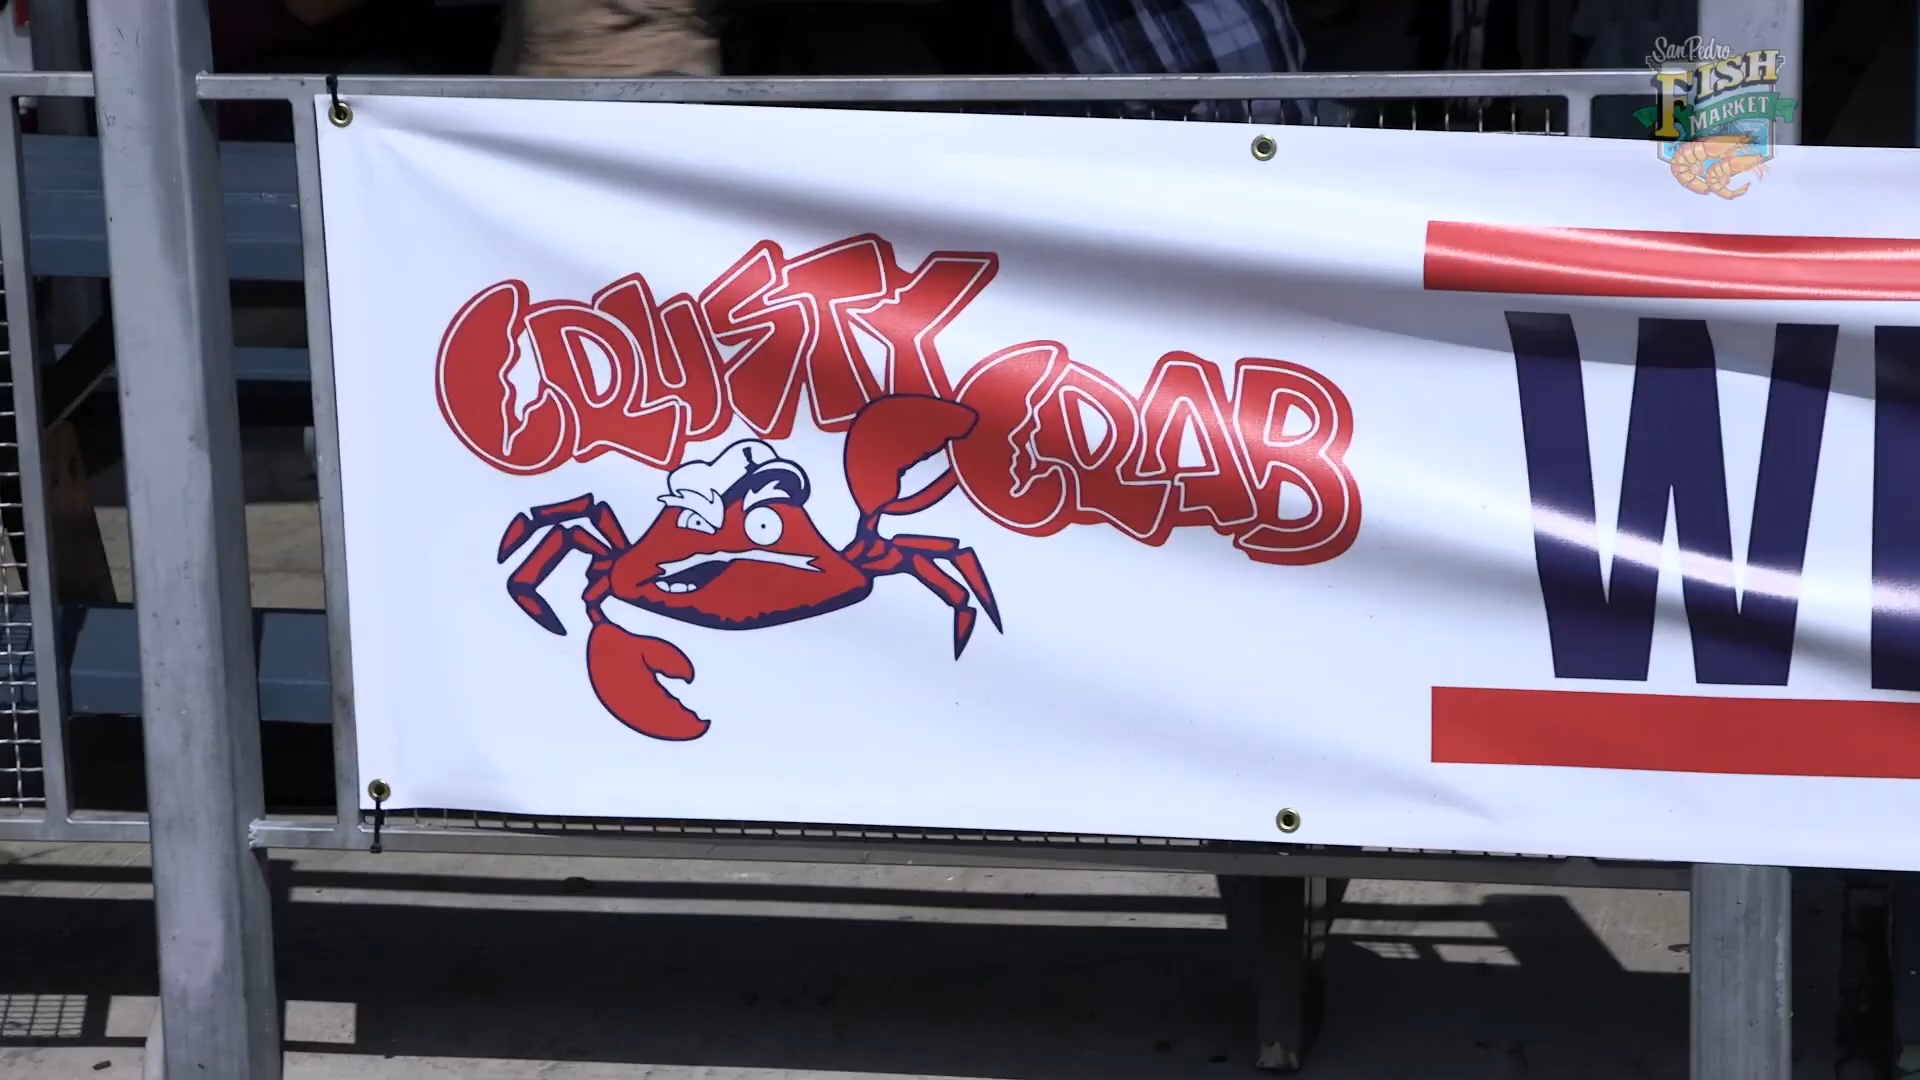 San Pedro
FISH
MARKET
CRUSTY
CRAB
W